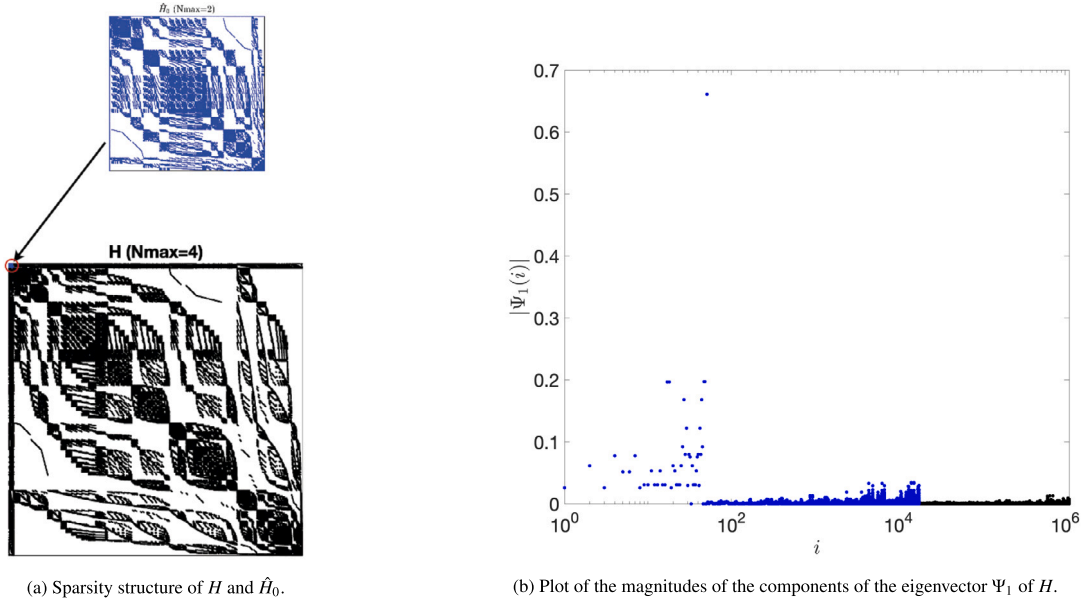 Ĥ₀ (Nmax=2)
H (Nmax=4)
(a) Sparsity structure of H and Ĥ₀.
0.7
0.6
0.5
0.4
0.3
0.2
0.1
0
|Ψ₁(i)|
10⁰ 10² 10⁴ 10⁶
i
(b) Plot of the magnitudes of the components of the eigenvector Ψ₁ of H.